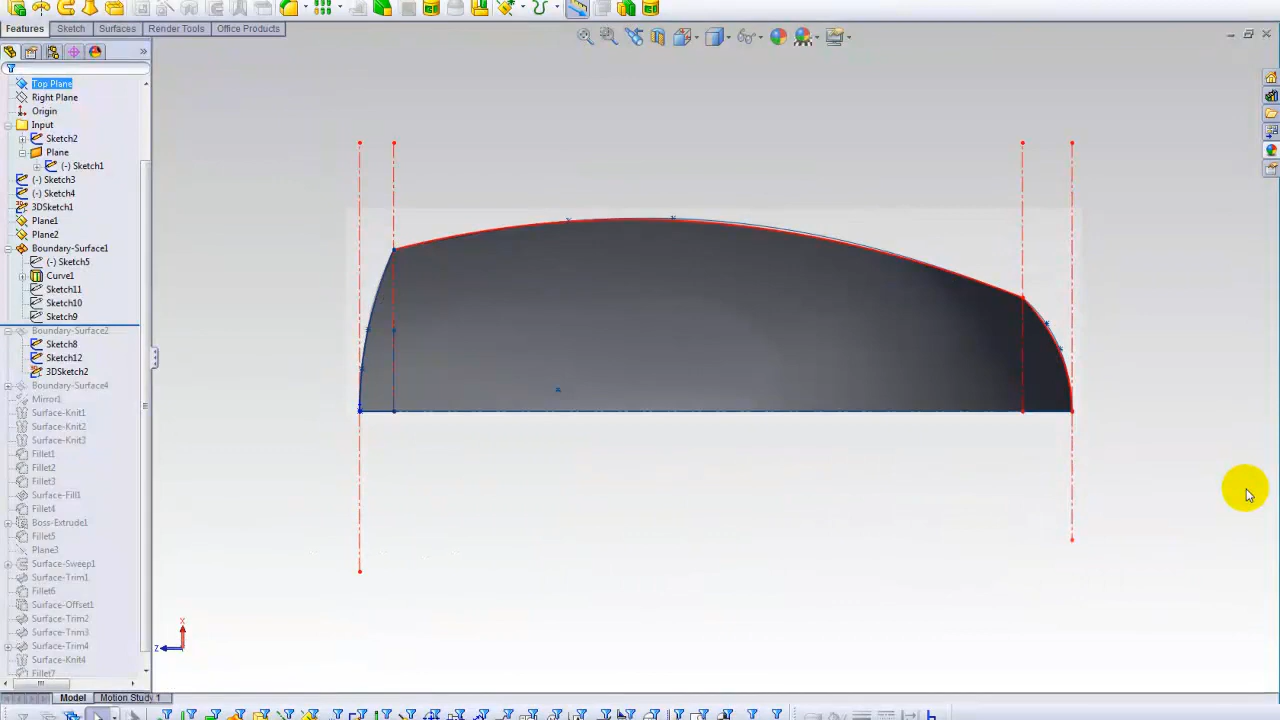 Features Sketch Surfaces Render Tools Office Products
Top Plane
Right Plane
Origin
Input
Sketch2
Plane
(-) Sketch1
(-) Sketch3
(-) Sketch4
3DSketch1
Plane1
Plane2
Boundary-Surface1
(-) Sketch5
Curve1
Sketch11
Sketch10
Sketch9
Boundary-Surface2
Sketch8
Sketch12
3DSketch2
Boundary-Surface4
Mirror1
Surface-Knit1
Surface-Knit2
Surface-Knit3
Fillet1
Fillet2
Fillet3
Surface-Fill1
Fillet4
Boss-Extrude1
Fillet5
Plane3
Surface-Sweep1
Surface-Trim1
Fillet6
Surface-Offset1
Surface-Trim2
Surface-Trim3
Surface-Trim4
Surface-Knit4
Fillet7
X
Z
Model Motion Study 1